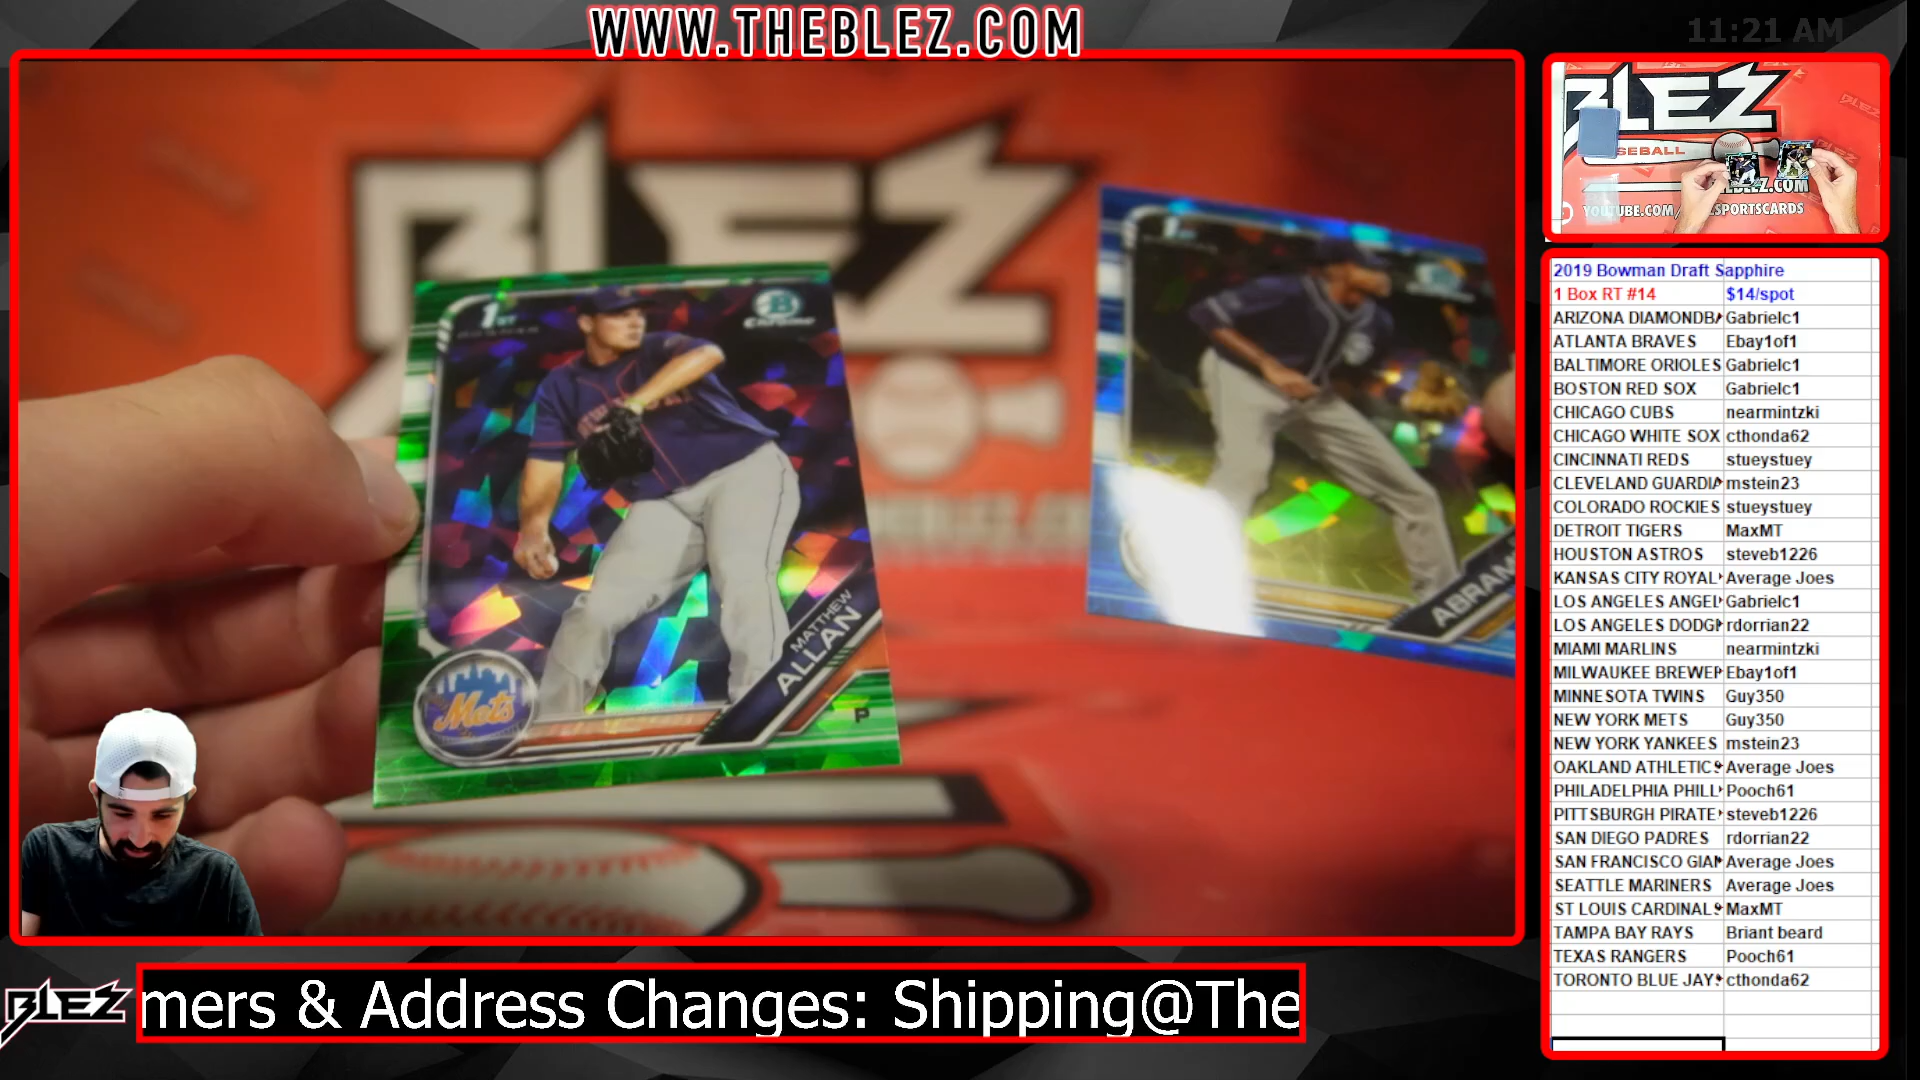 WWW.THEBLEZ.COM
11:21 AM
BLEZ
1ST
Chrome
MATTHEW
ALLAN
Mets
P
1ST
ABRAM
BLEZ
SEBALL
.COM
YOUTUBE.COM/
SPORTSCARDS
2019 Bowman Draft Sapphire
1 Box RT #14 $14/spot
ARIZONA DIAMONDBA Gabrielc1
ATLANTA BRAVES Ebay1of1
BALTIMORE ORIOLES Gabrielc1
BOSTON RED SOX Gabrielc1
CHICAGO CUBS nearmintzki
CHICAGO WHITE SOX cthonda62
CINCINNATI REDS stueystuey
CLEVELAND GUARDIA mstein23
COLORADO ROCKIES stueystuey
DETROIT TIGERS MaxMT
HOUSTON ASTROS steveb1226
KANSAS CITY ROYAL Average Joes
LOS ANGELES ANGEL Gabrielc1
LOS ANGELES DODG rdorrian22
MIAMI MARLINS nearmintzki
MILWAUKEE BREWE Ebay1of1
MINNESOTA TWINS Guy350
NEW YORK METS Guy350
NEW YORK YANKEES mstein23
OAKLAND ATHLETIC Average Joes
PHILADELPHIA PHILL Pooch61
PITTSBURGH PIRATE steveb1226
SAN DIEGO PADRES rdorrian22
SAN FRANCISCO GIAN Average Joes
SEATTLE MARINERS Average Joes
ST LOUIS CARDINALS MaxMT
TAMPA BAY RAYS Briant beard
TEXAS RANGERS Pooch61
TORONTO BLUE JAYS cthonda62
BLEZ
mers & Address Changes: Shipping@The